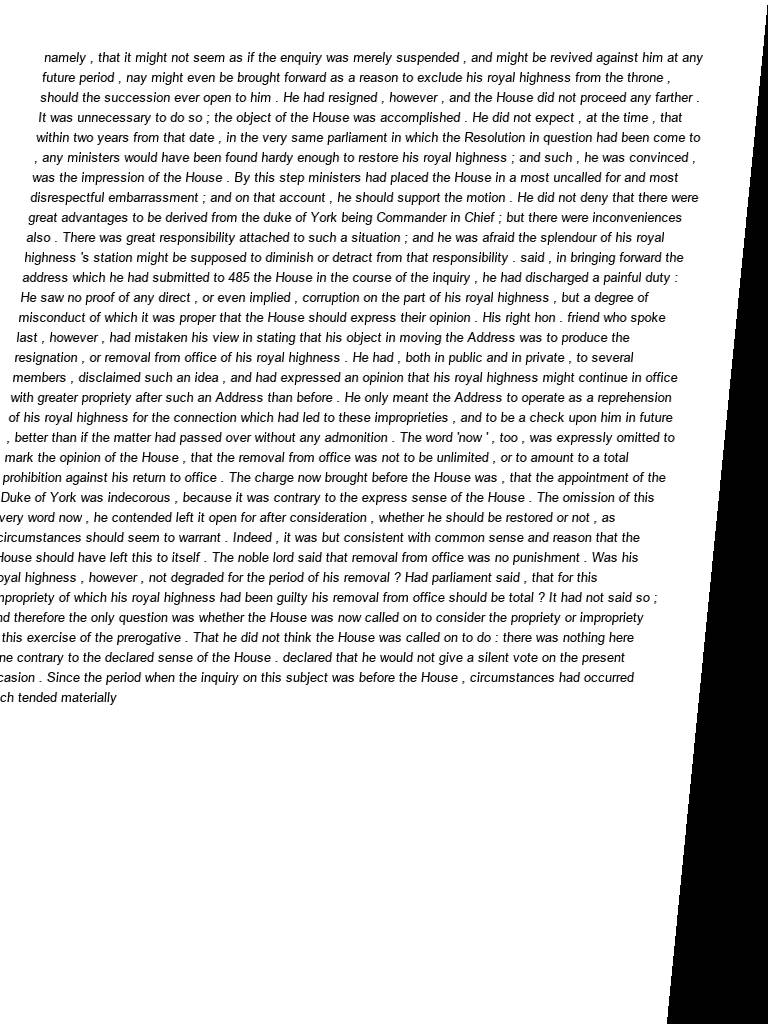 namely , that it might not seem as if the enquiry was merely suspended , and might be revived against him at any
future period , nay might even be brought forward as a reason to exclude his royal highness from the throne ,
should the succession ever open to him . He had resigned , however , and the House did not proceed any farther .
It was unnecessary to do so ; the object of the House was accomplished . He did not expect , at the time , that
within two years from that date , in the very same parliament in which the Resolution in question had been come to
, any ministers would have been found hardy enough to restore his royal highness ; and such , he was convinced ,
was the impression of the House . By this step ministers had placed the House in a most uncalled for and most
disrespectful embarrassment ; and on that account , he should support the motion . He did not deny that there were
great advantages to be derived from the duke of York being Commander in Chief ; but there were inconveniences
also . There was great responsibility attached to such a situation ; and he was afraid the splendour of his royal
highness 's station might be supposed to diminish or detract from that responsibility . said , in bringing forward the
address which he had submitted to 485 the House in the course of the inquiry , he had discharged a painful duty :
He saw no proof of any direct , or even implied , corruption on the part of his royal highness , but a degree of
misconduct of which it was proper that the House should express their opinion . His right hon . friend who spoke
last , however , had mistaken his view in stating that his object in moving the Address was to produce the
resignation , or removal from office of his royal highness . He had , both in public and in private , to several
members , disclaimed such an idea , and had expressed an opinion that his royal highness might continue in office
with greater propriety after such an Address than before . He only meant the Address to operate as a reprehension
of his royal highness for the connection which had led to these improprieties , and to be a check upon him in future
, better than if the matter had passed over without any admonition . The word 'now ' , too , was expressly omitted to
mark the opinion of the House , that the removal from office was not to be unlimited , or to amount to a total
prohibition against his return to office . The charge now brought before the House was , that the appointment of the
Duke of York was indecorous , because it was contrary to the express sense of the House . The omission of this
very word now , he contended left it open for after consideration , whether he should be restored or not , as
circumstances should seem to warrant . Indeed , it was but consistent with common sense and reason that the
House should have left this to itself . The noble lord said that removal from office was no punishment . Was his
oyal highness , however , not degraded for the period of his removal ? Had parliament said , that for this
mpropriety of which his royal highness had been guilty his removal from office should be total ? It had not said so ;
nd therefore the only question was whether the House was now called on to consider the propriety or impropriety
this exercise of the prerogative . That he did not think the House was called on to do : there was nothing here
ne contrary to the declared sense of the House . declared that he would not give a silent vote on the present
casion . Since the period when the inquiry on this subject was before the House , circumstances had occurred
ch tended materially